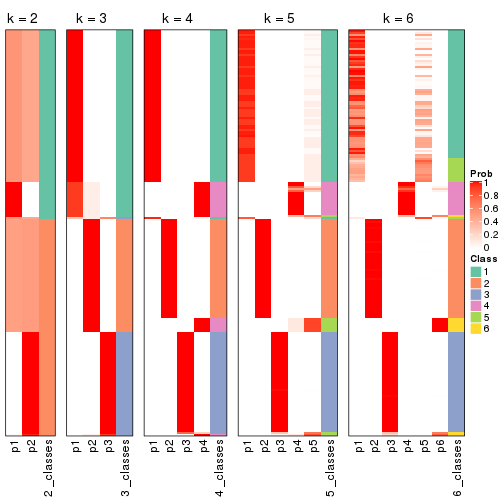 k = 2
k = 3
k = 4
k = 5
k = 6
p1
p2
2_classes
p1
p2
p3
3_classes
p1
p2
p3
p4
4_classes
p1
p2
p3
p4
p5
5_classes
p1
p2
p3
p4
p5
p6
6_classes
Prob
1
0.8
0.6
0.4
0.2
0
Class
1
2
3
4
5
6